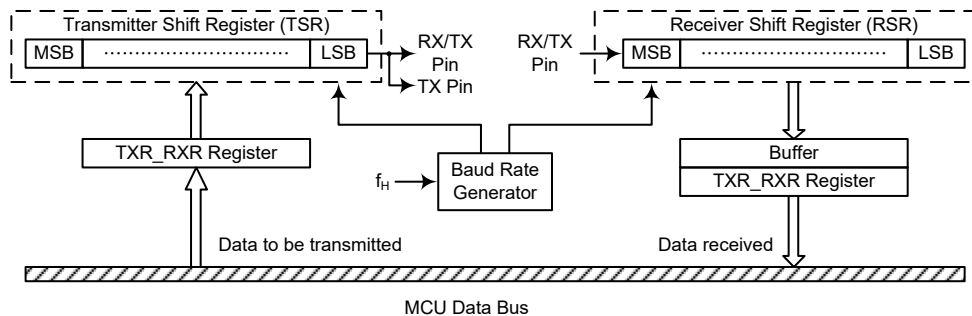 Transmitter Shift Register (TSR)
MSB
LSB
RX/TX
Pin
TX Pin
RX/TX
Pin
Receiver Shift Register (RSR)
MSB
LSB
TXR_RXR Register
fH
Baud Rate
Generator
Buffer
TXR_RXR Register
Data to be transmitted
Data received
MCU Data Bus